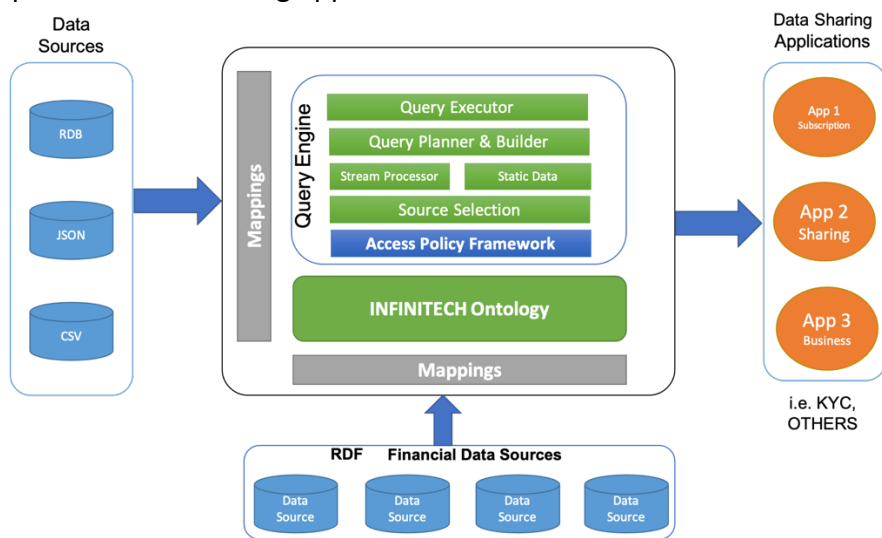 Data
Sources
RDB
JSON
CSV
Mappings
Query Engine
Query Executor
Query Planner & Builder
Stream Processor
Static Data
Source Selection
Access Policy Framework
INFINITECH Ontology
Mappings
RDF Financial Data Sources
Data
Source
Data
Source
Data
Source
Data
Source
Data Sharing
Applications
App 1
Subscription
App 2
Sharing
App 3
Business
i.e. KYC,
OTHERS